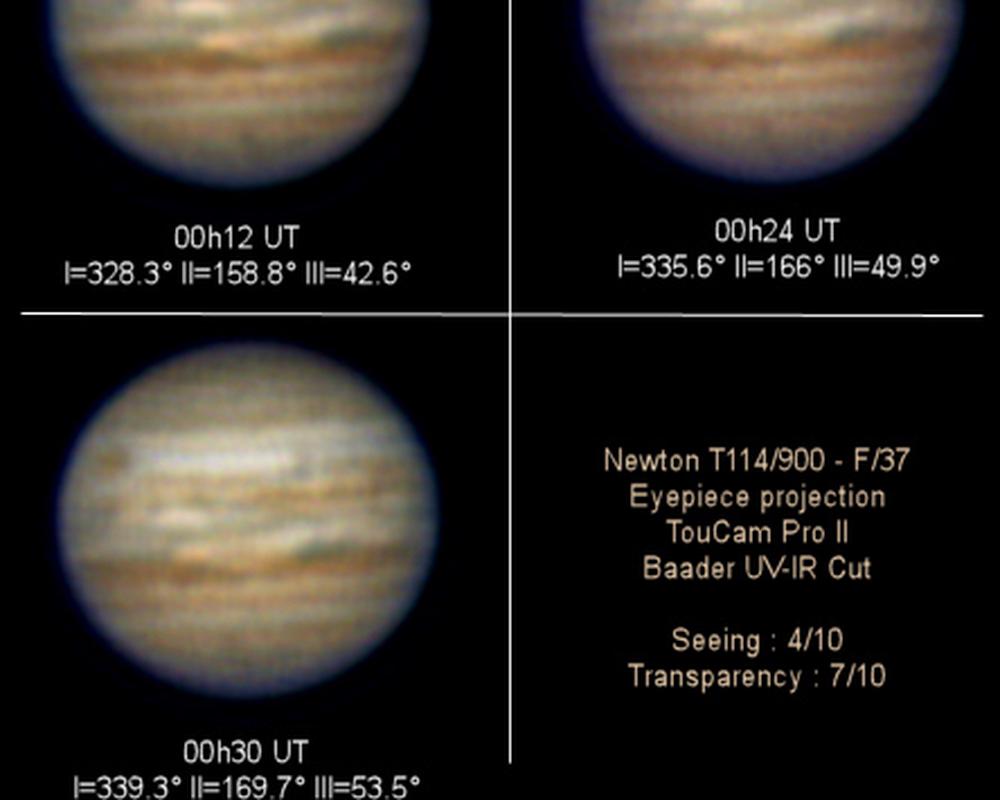 00h12 UT
I=328.3° II=158.8° III=42.6°
00h24 UT
I=335.6° II=166° III=49.9°
00h30 UT
I=339.3° II=169.7° III=53.5°
Newton T114/900 - F/37
Eyepiece projection
TouCam Pro II
Baader UV-IR Cut
Seeing : 4/10
Transparency : 7/10